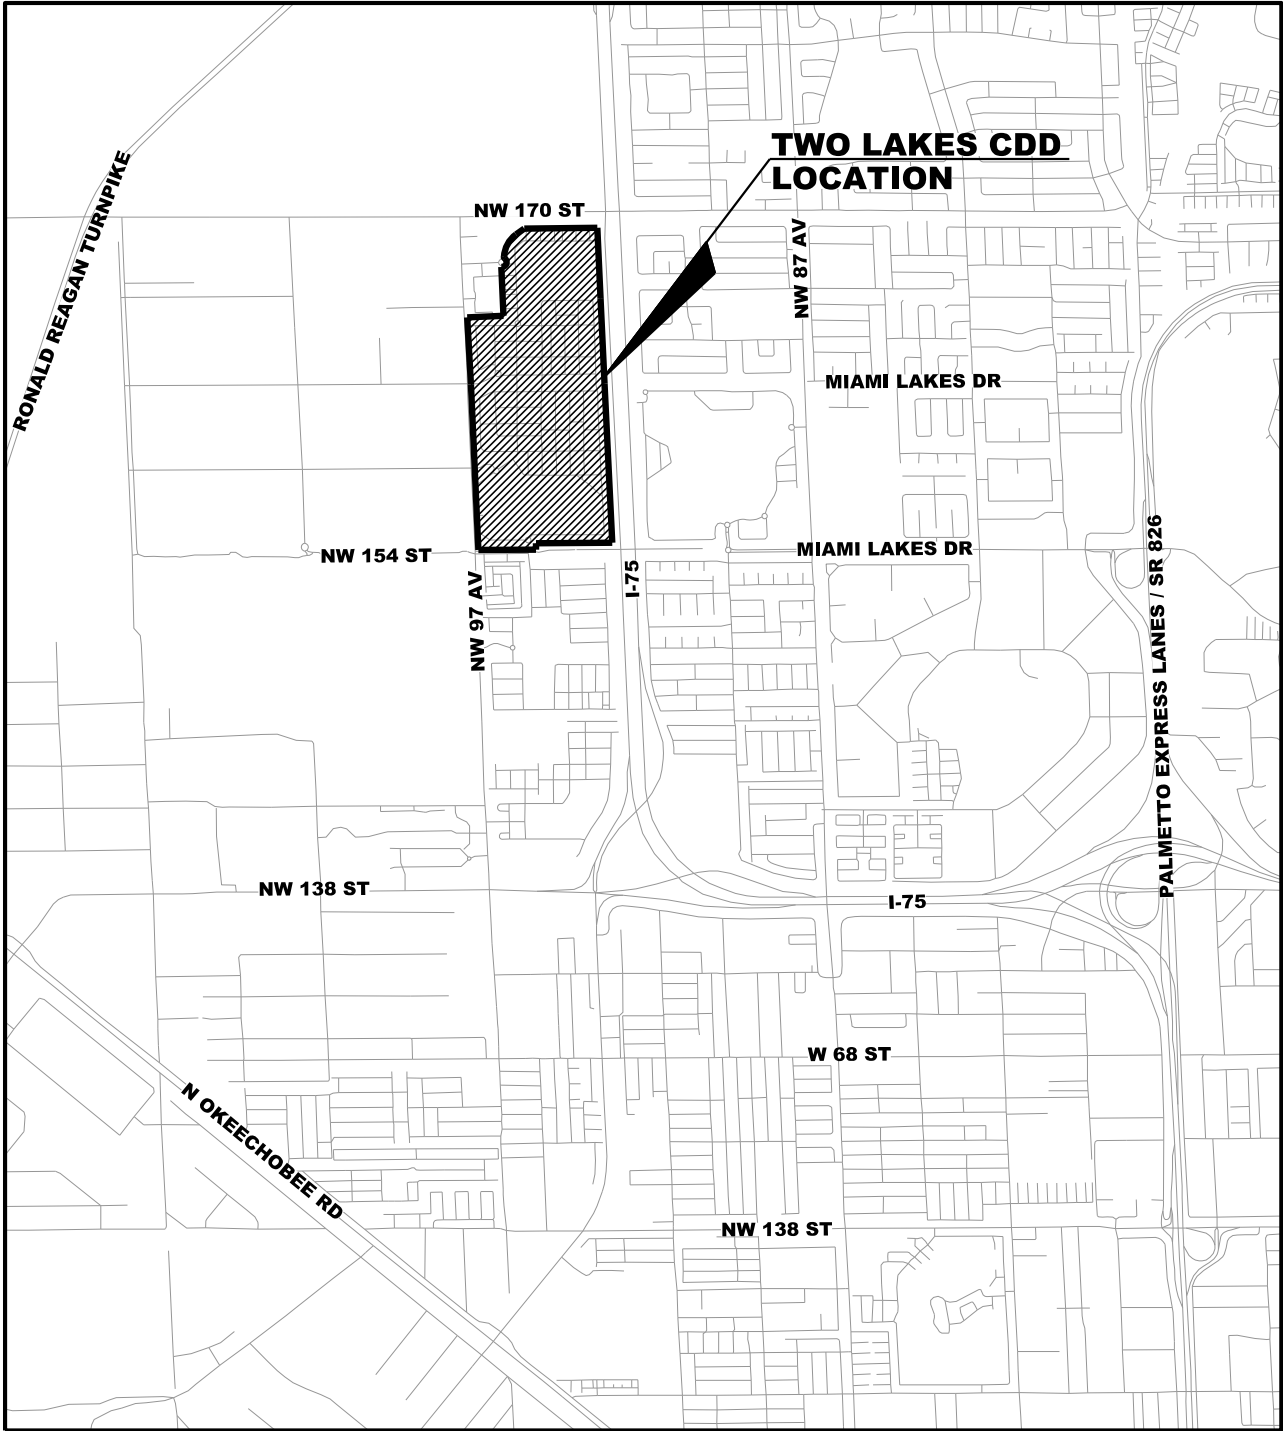 TWO LAKES CDD
LOCATION
RONALD REAGAN TURNPIKE
NW 170 ST
NW 87 AV
MIAMI LAKES DR
NW 154 ST
MIAMI LAKES DR
NW 97 AV
I-75
PALMETTO EXPRESS LANES / SR 826
NW 138 ST
I-75
W 68 ST
N OKEECHOBEE RD
NW 138 ST